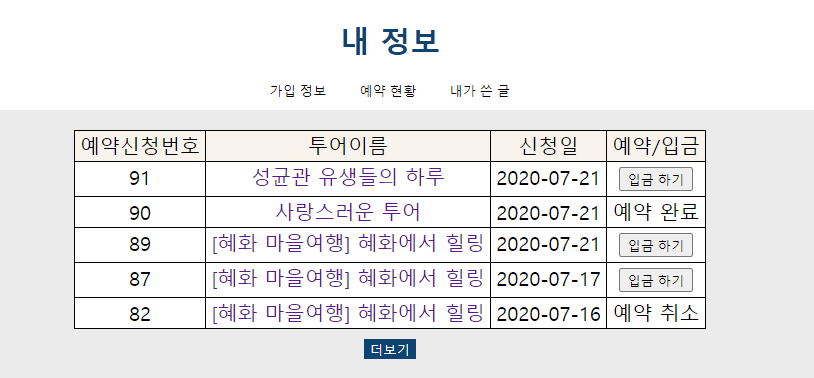 내 정보
가입 정보 예약 현황 내가 쓴 글
예약신청번호 투어이름 신청일 예약/입금
91 성균관 유생들의 하루 2020-07-21 입금 하기
90 사랑스러운 투어 2020-07-21 예약 완료
89 [혜화 마을여행] 혜화에서 힐링 2020-07-21 입금 하기
87 [혜화 마을여행] 혜화에서 힐링 2020-07-17 입금 하기
82 [혜화 마을여행] 혜화에서 힐링 2020-07-16 예약 취소
더보기